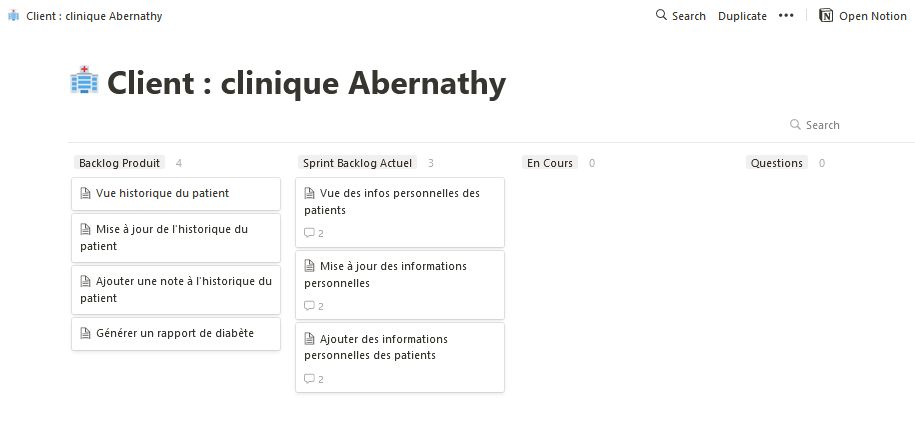 Client : clinique Abernathy
Search
Duplicate
Open Notion
Client : clinique Abernathy
Search
Backlog Produit 4
Vue historique du patient
Mise à jour de l'historique du
patient
Ajouter une note à l'historique du
patient
Générer un rapport de diabète
Sprint Backlog Actuel 3
Vue des infos personnelles des
patients
2
Mise à jour des informations
personnelles
2
Ajouter des informations
personnelles des patients
2
En Cours 0
Questions 0